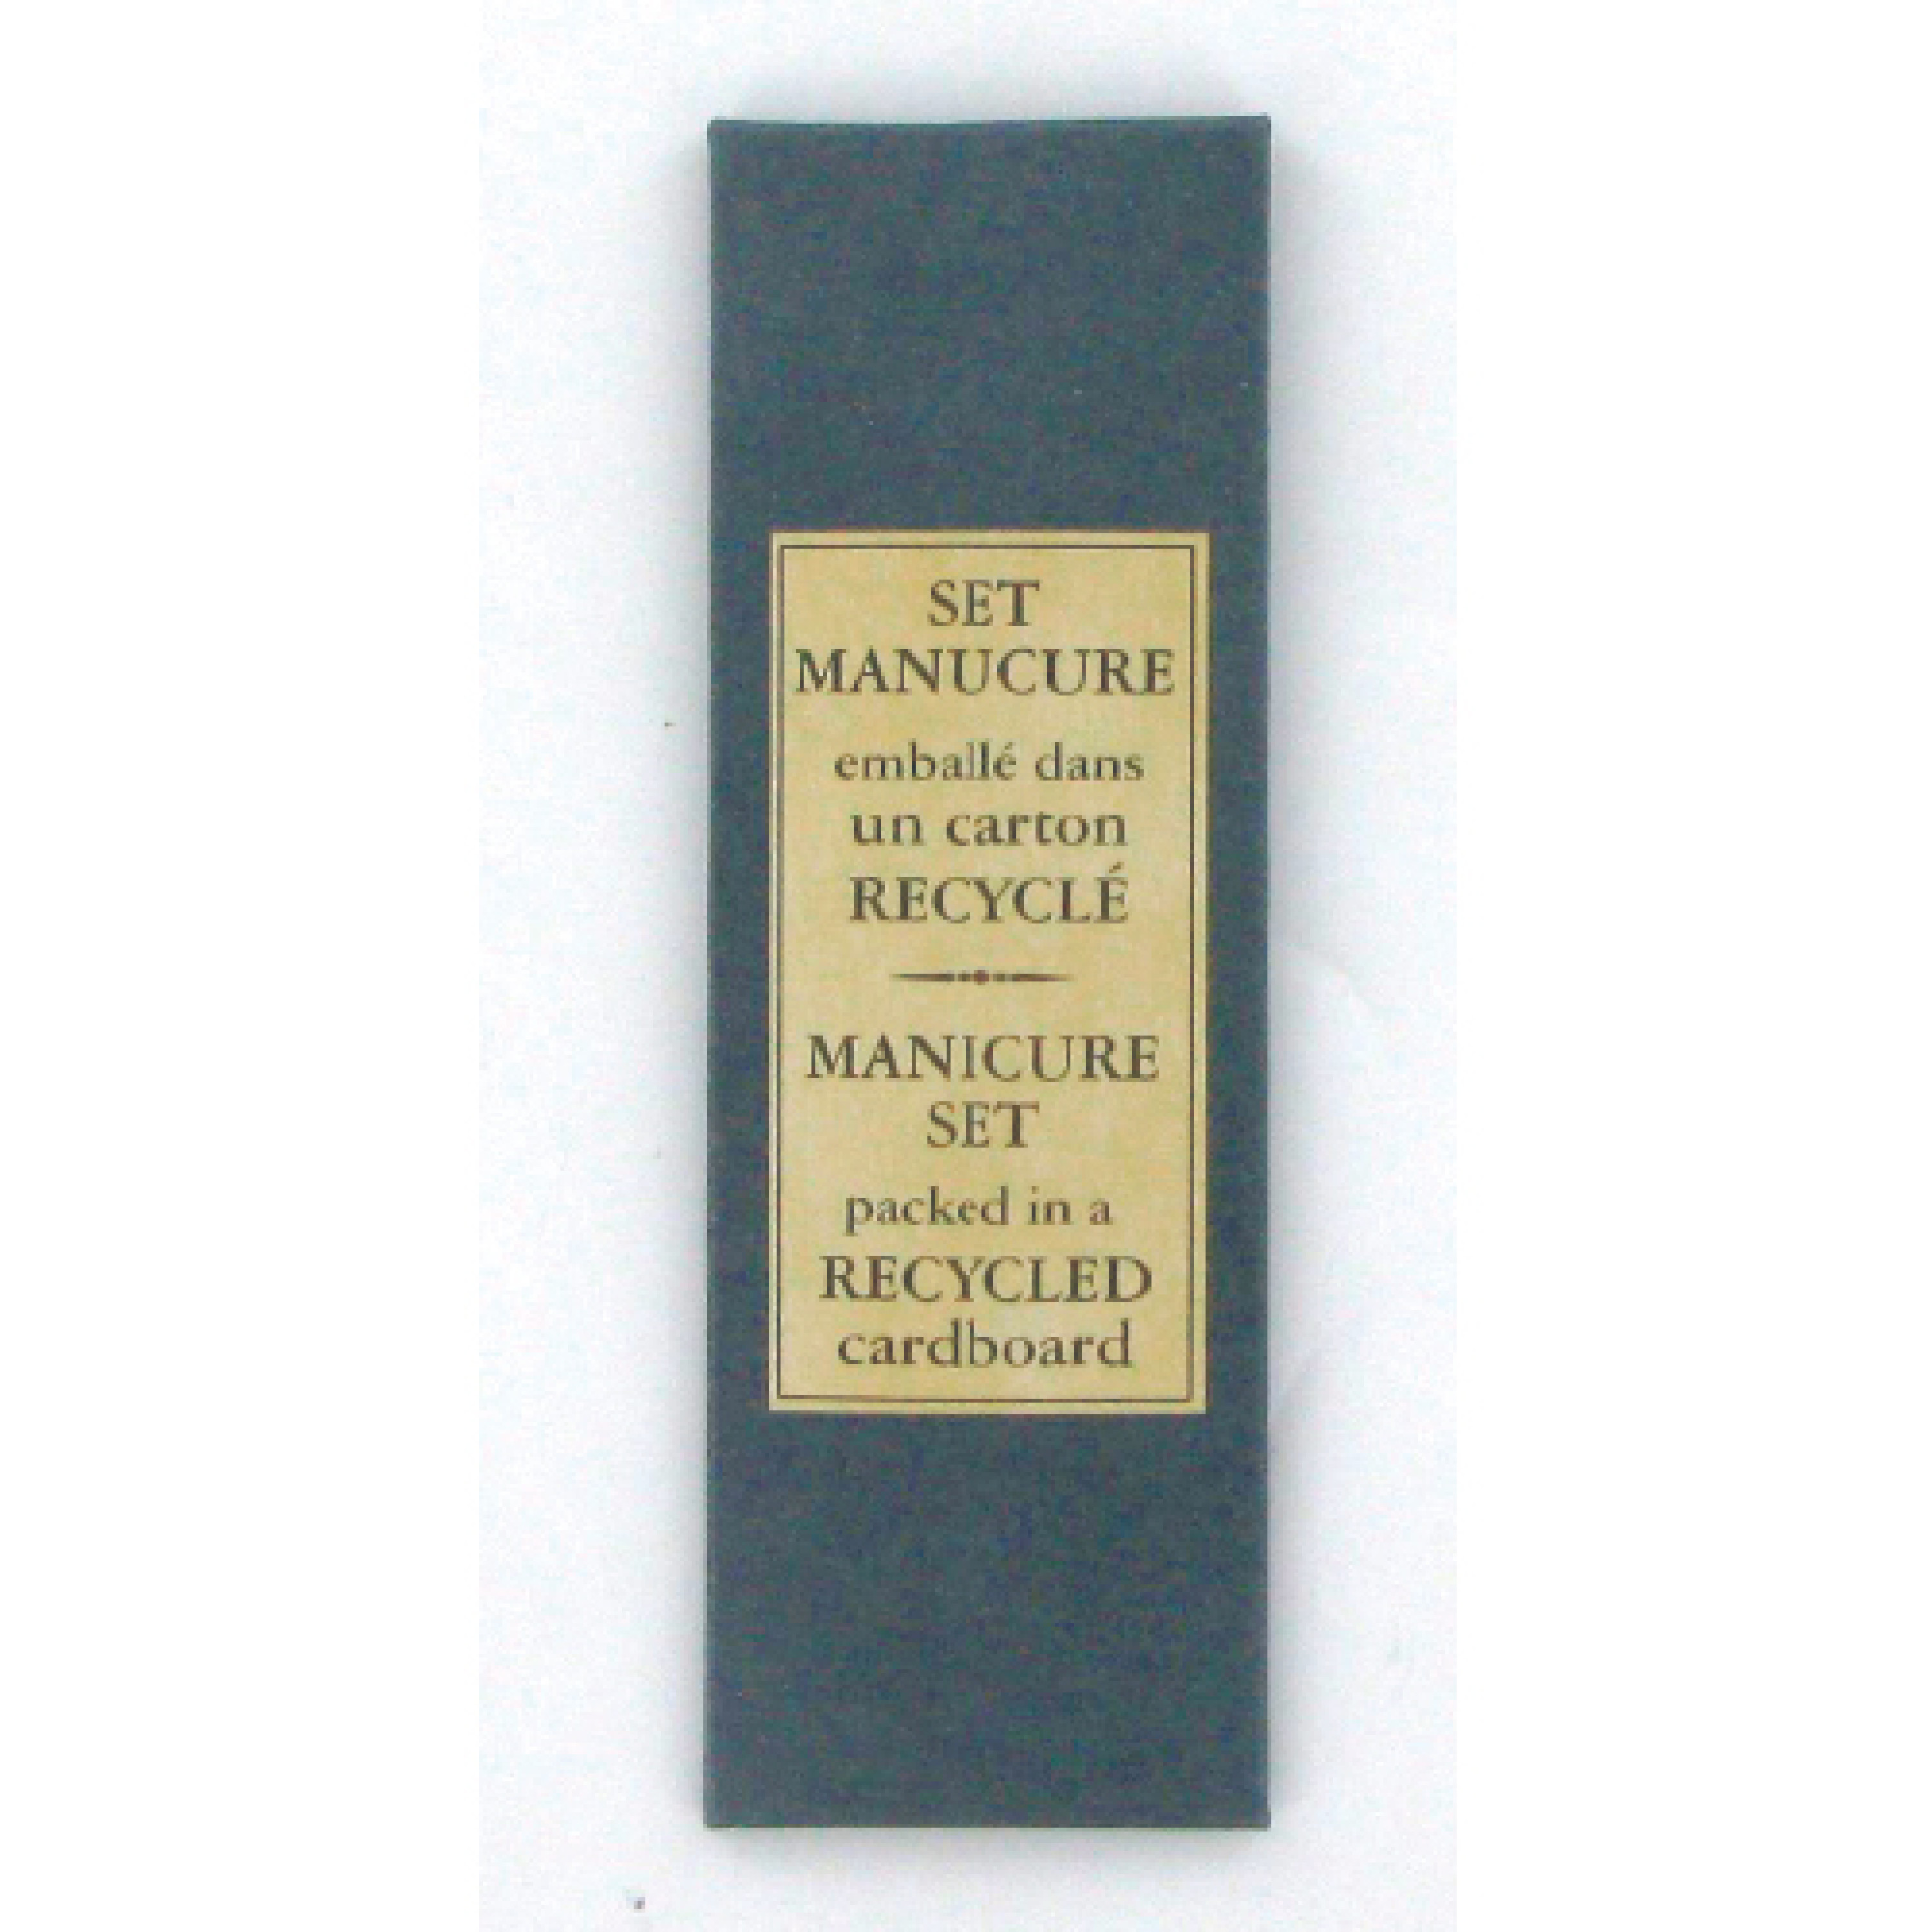 SET
MANUCURE
emballé dans
un carton
RECYCLÉ
MANICURE
SET
packed in a
RECYCLED
cardboard